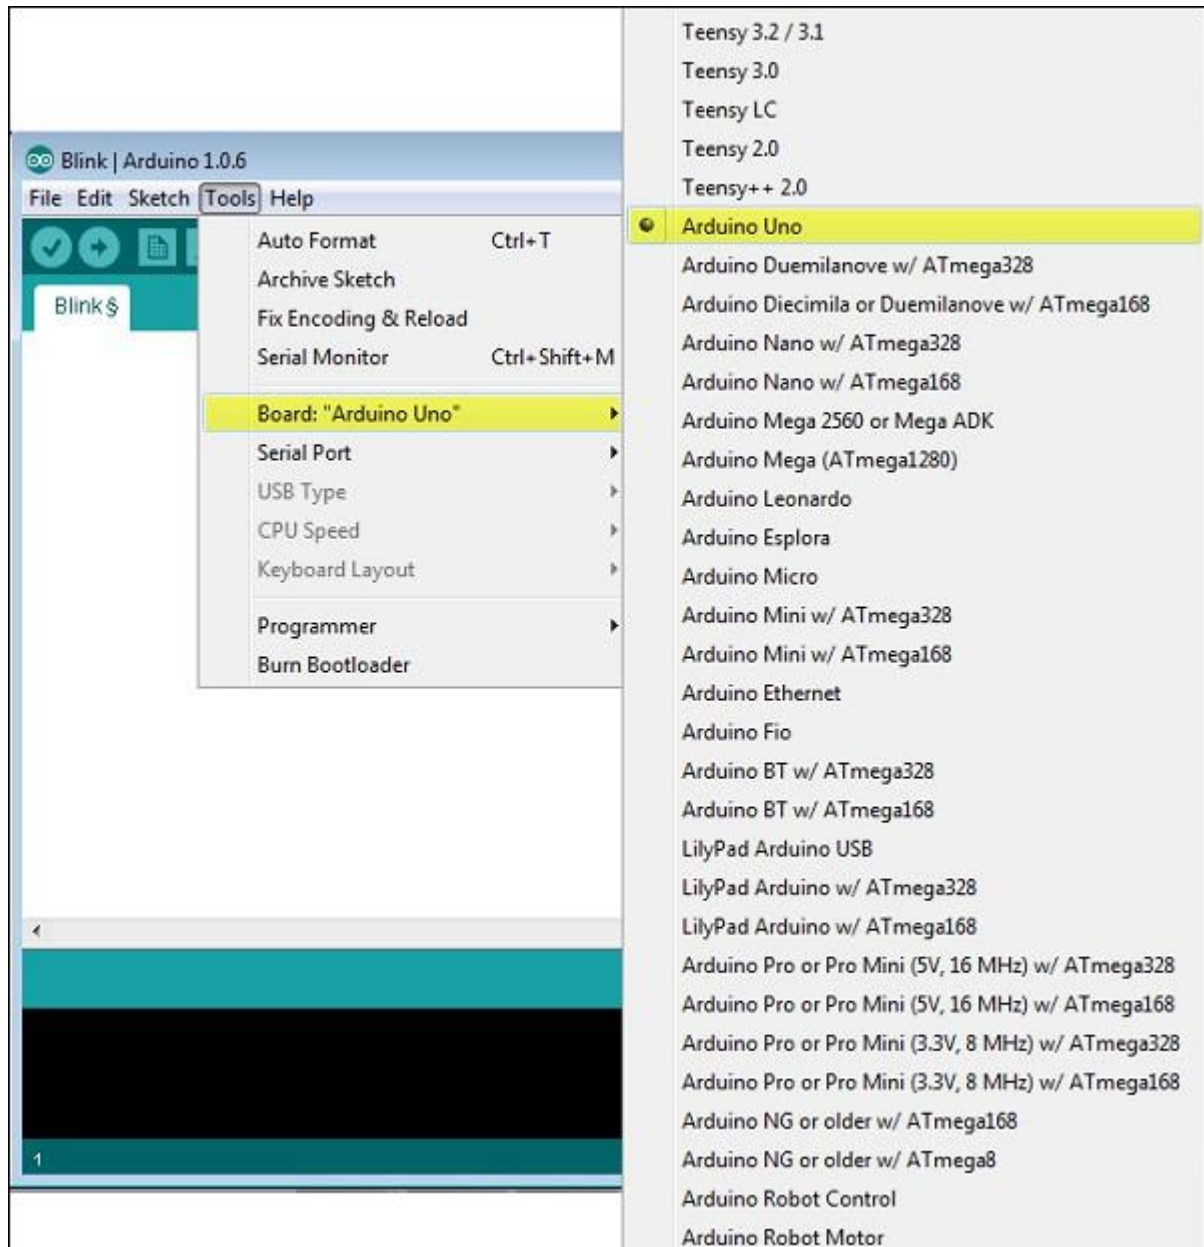 Blink | Arduino 1.0.6
File Edit Sketch Tools Help
Blink§
Auto Format Ctrl+T
Archive Sketch
Fix Encoding & Reload
Serial Monitor Ctrl+Shift+M
Board: "Arduino Uno"
Serial Port
USB Type
CPU Speed
Keyboard Layout
Programmer
Burn Bootloader
1
Teensy 3.2 / 3.1
Teensy 3.0
Teensy LC
Teensy 2.0
Teensy++ 2.0
Arduino Uno
Arduino Duemilanove w/ ATmega328
Arduino Diecimila or Duemilanove w/ ATmega168
Arduino Nano w/ ATmega328
Arduino Nano w/ ATmega168
Arduino Mega 2560 or Mega ADK
Arduino Mega (ATmega1280)
Arduino Leonardo
Arduino Esplora
Arduino Micro
Arduino Mini w/ ATmega328
Arduino Mini w/ ATmega168
Arduino Ethernet
Arduino Fio
Arduino BT w/ ATmega328
Arduino BT w/ ATmega168
LilyPad Arduino USB
LilyPad Arduino w/ ATmega328
LilyPad Arduino w/ ATmega168
Arduino Pro or Pro Mini (5V, 16 MHz) w/ ATmega328
Arduino Pro or Pro Mini (5V, 16 MHz) w/ ATmega168
Arduino Pro or Pro Mini (3.3V, 8 MHz) w/ ATmega328
Arduino Pro or Pro Mini (3.3V, 8 MHz) w/ ATmega168
Arduino NG or older w/ ATmega168
Arduino NG or older w/ ATmega8
Arduino Robot Control
Arduino Robot Motor